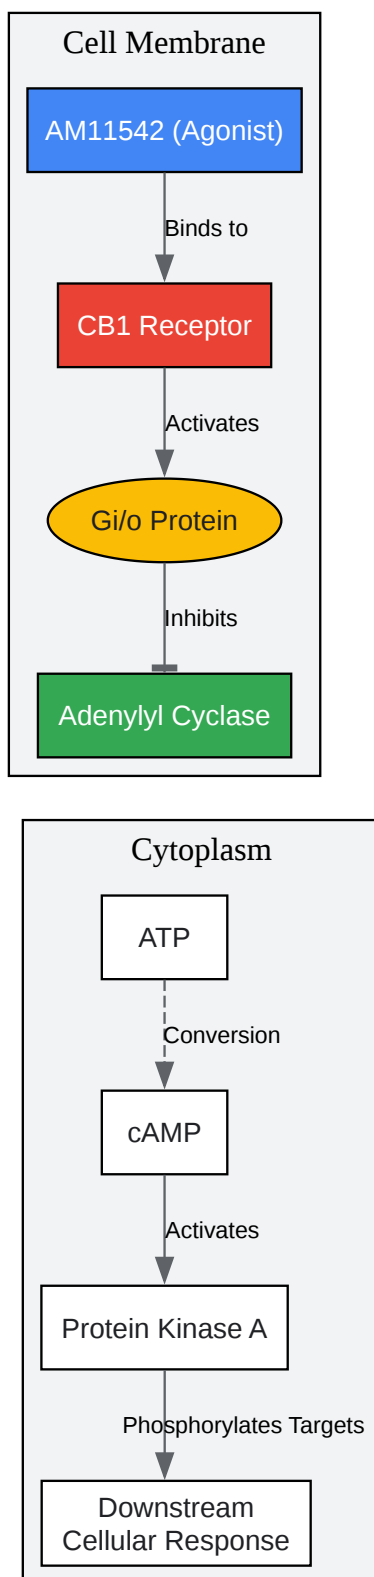 Cell Membrane
AM11542 (Agonist)
Binds to
CB1 Receptor
Activates
Gi/o Protein
Inhibits
Adenylyl Cyclase
Cytoplasm
ATP
Conversion
cAMP
Activates
Protein Kinase A
Phosphorylates Targets
Downstream
Cellular Response